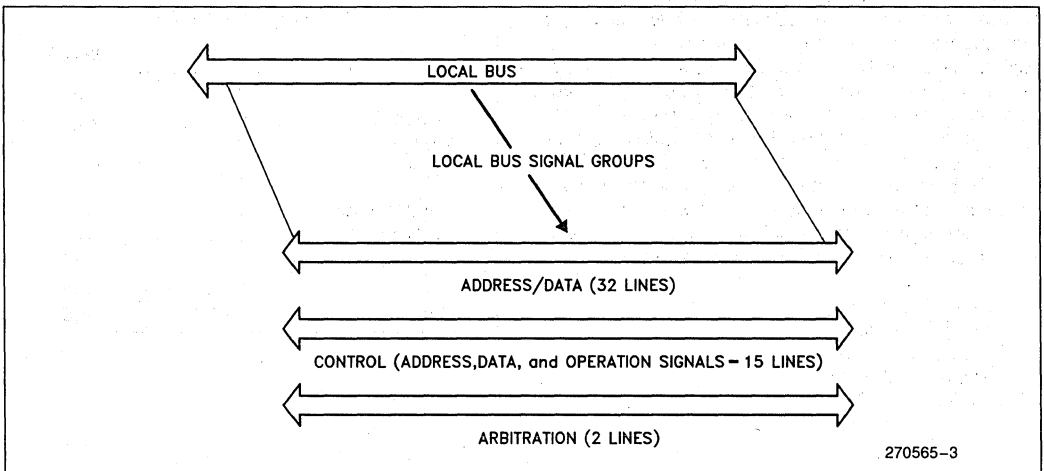 LOCAL BUS
LOCAL BUS SIGNAL GROUPS
ADDRESS/DATA (32 LINES)
CONTROL (ADDRESS,DATA, and OPERATION SIGNALS - 15 LINES)
ARBITRATION (2 LINES)
270565-3